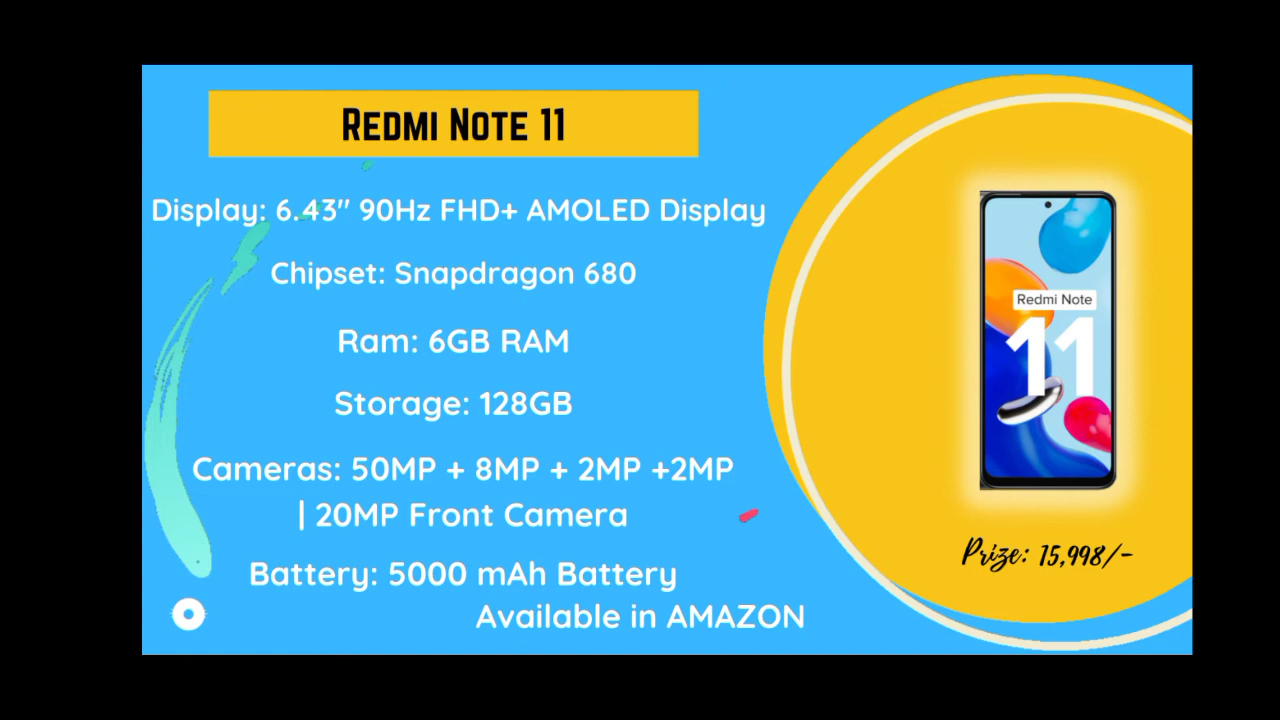 Redmi Note 11
Display: 6.43" 90Hz FHD+ AMOLED Display
Chipset: Snapdragon 680
Ram: 6GB RAM
Storage: 128GB
Cameras: 50MP + 8MP + 2MP +2MP
| 20MP Front Camera
Battery: 5000 mAh Battery
Available in AMAZON
Redmi Note
11
Prize: 15,998/-